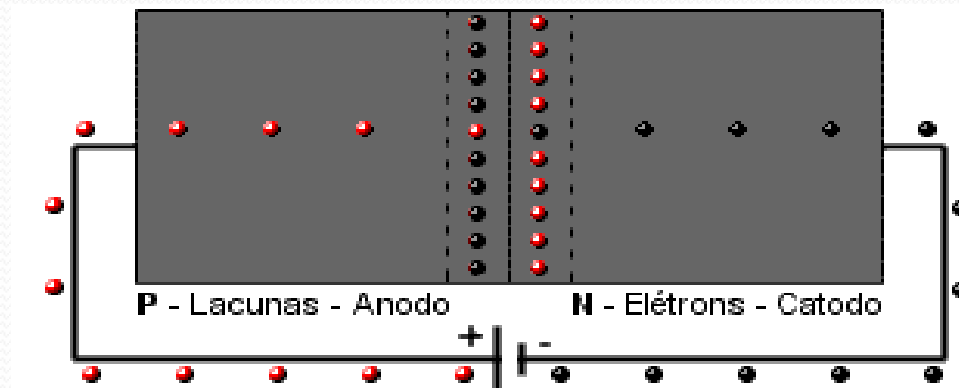 P - Lacunas - Anodo
N - Elétrons - Catodo
+ -